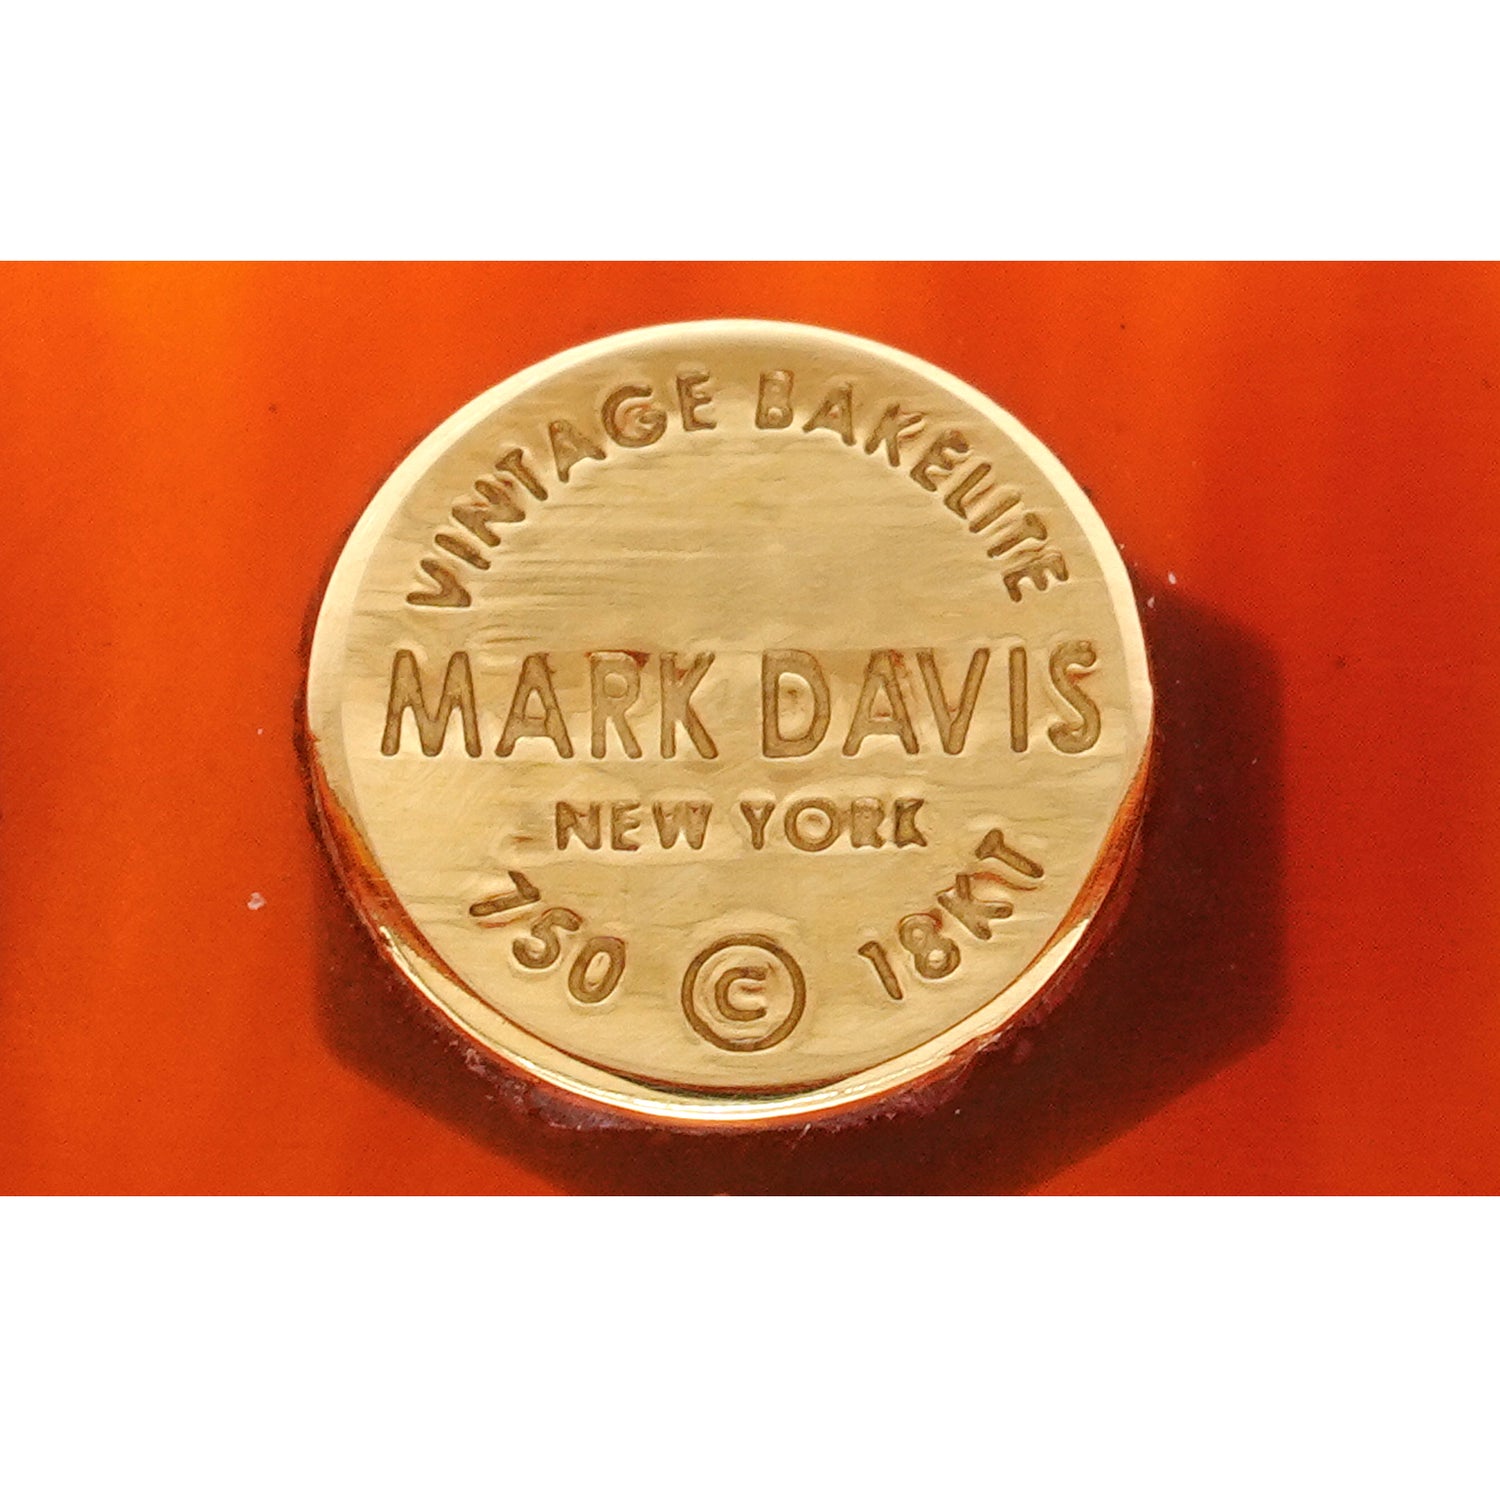 VINTAGE BAKELITE
MARK DAVIS
NEW YORK
750 © 18KT